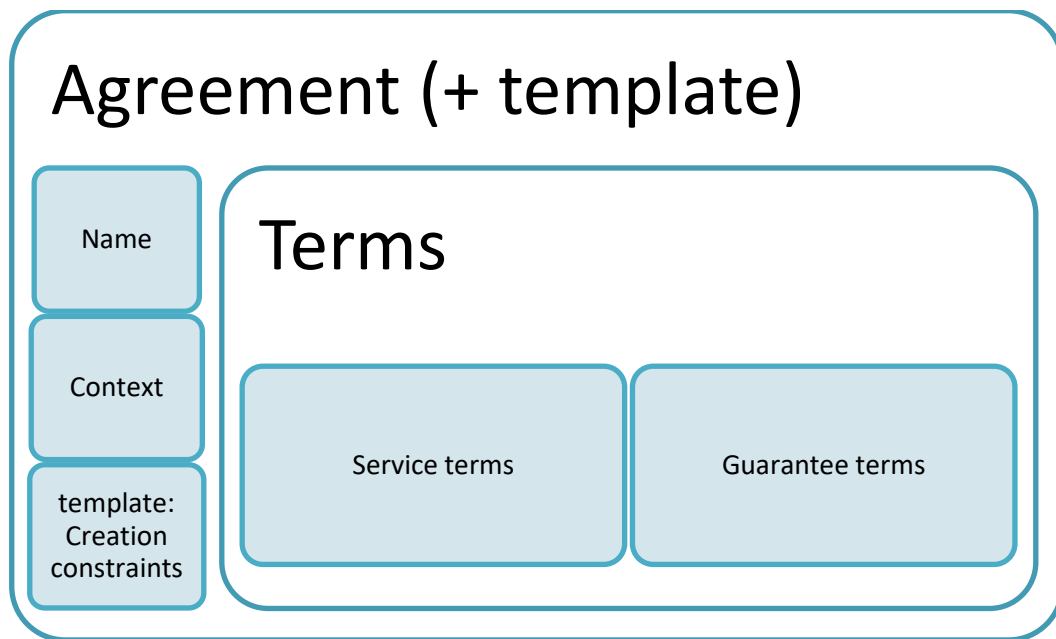 Agreement (+ template)
Name
Context
template:
Creation
constraints
Terms
Service terms
Guarantee terms